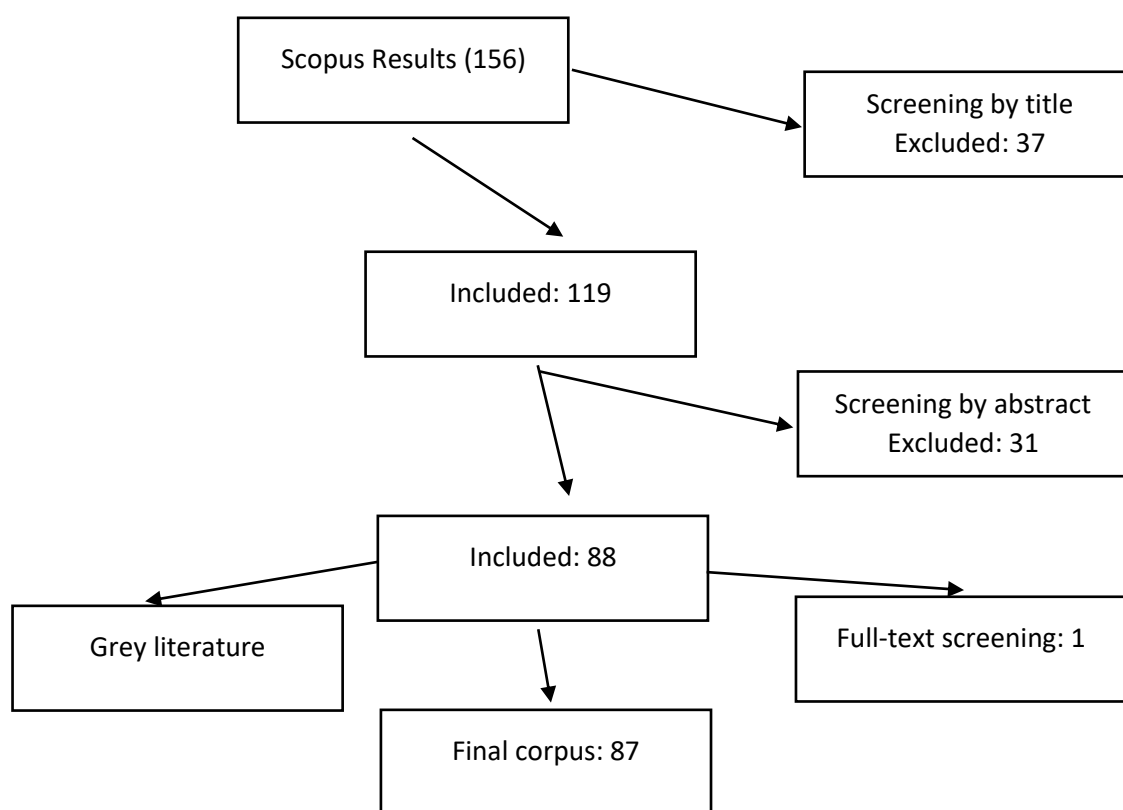 Scopus Results (156)
Screening by title
Excluded: 37
Included: 119
Screening by abstract
Excluded: 31
Included: 88
Grey literature
Full-text screening: 1
Final corpus: 87